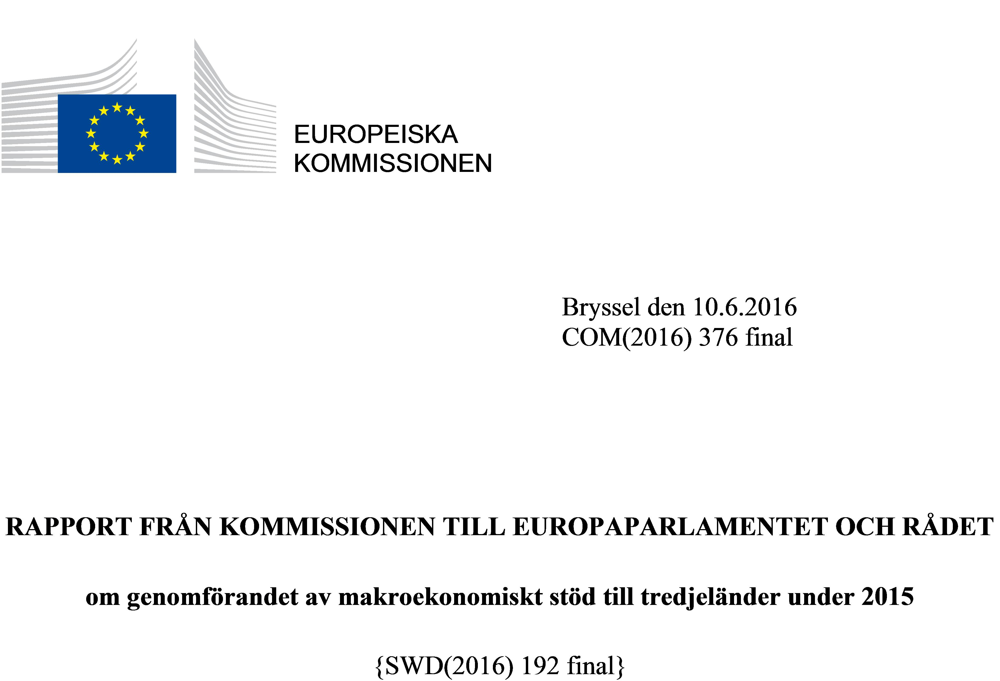 EUROPEISKA
KOMMISSIONEN
Bryssel den 10.6.2016
COM(2016) 376 final
RAPPORT FRÅN KOMMISSIONEN TILL EUROPAPARLAMENTET OCH RÅDET
om genomförandet av makroekonomiskt stöd till tredjeländer under 2015
{SWD(2016) 192 final}